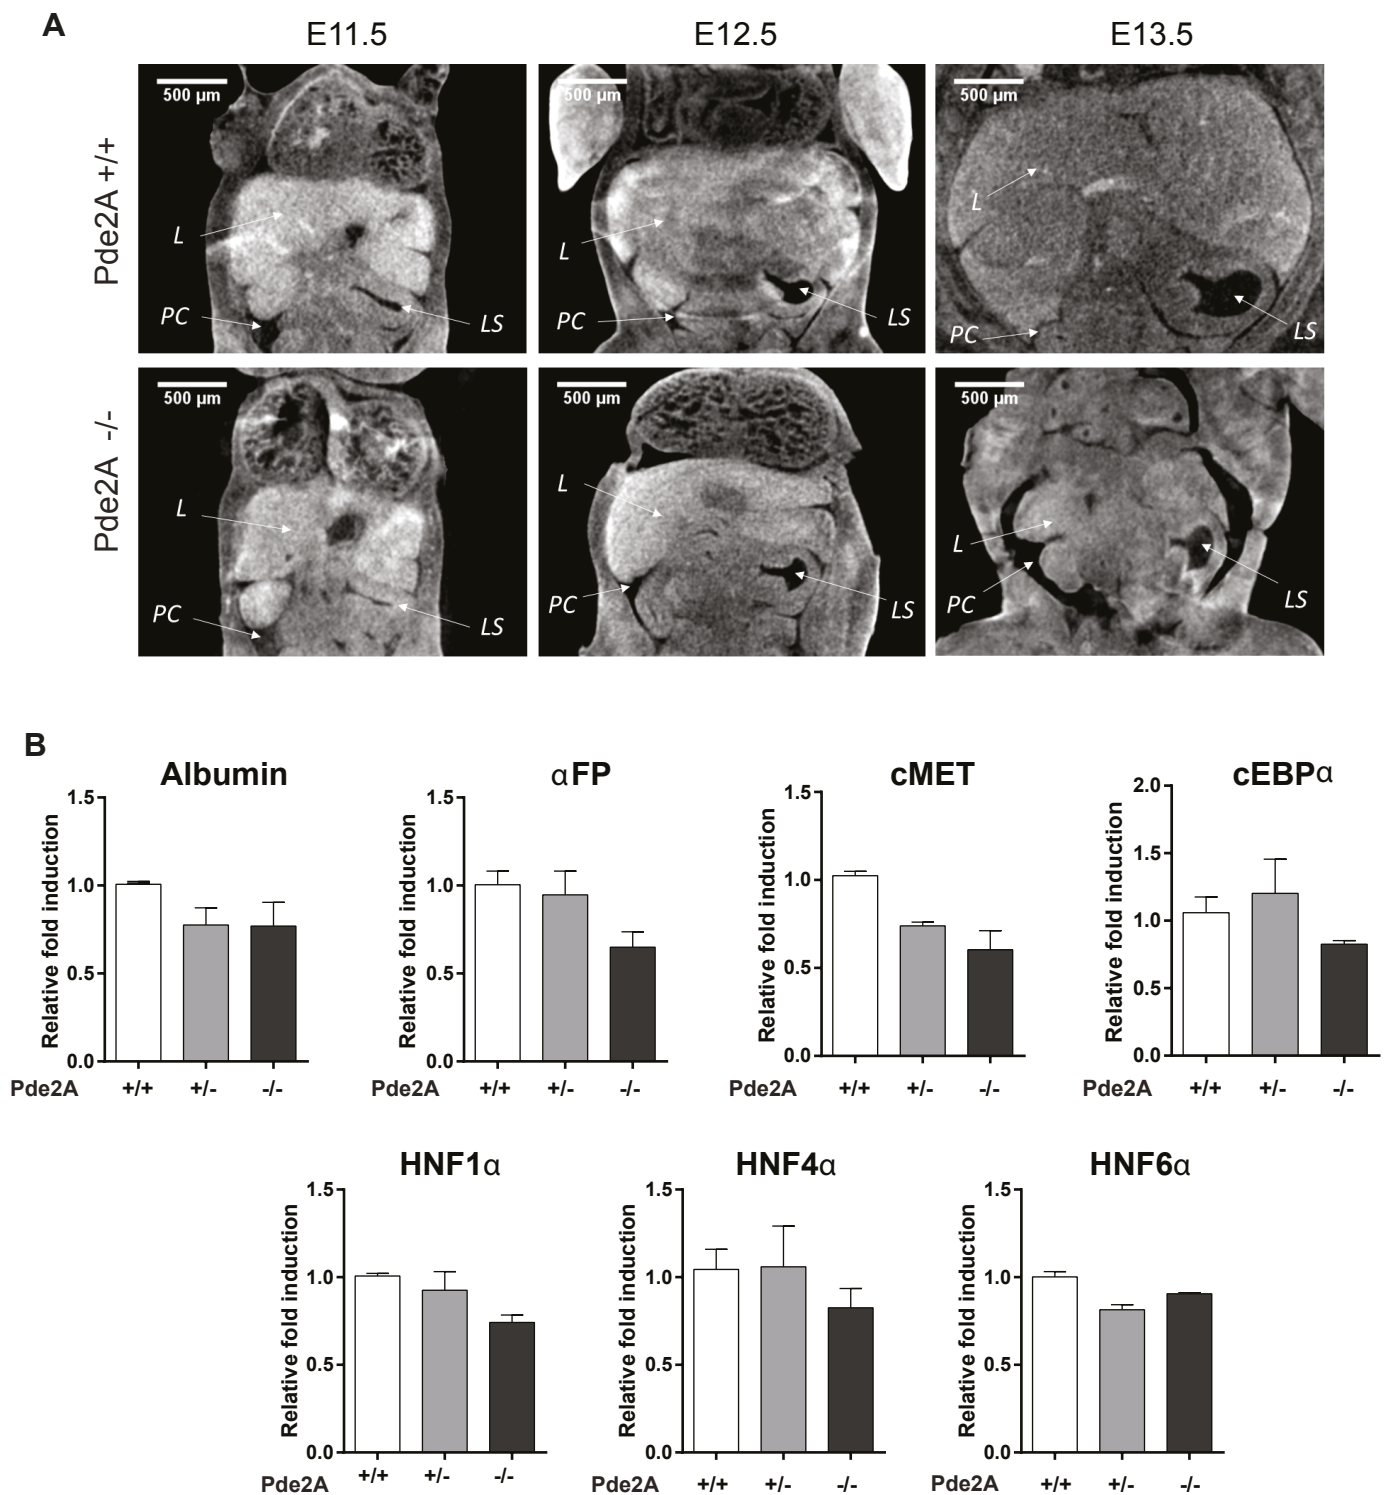 A
E11.5 E12.5 E13.5
Pde2A +/+
500 µm 500 µm 500 µm
L PC LS
L PC LS
L PC LS
Pde2A -/-
500 µm 500 µm 500 µm
L PC LS
L PC LS
L PC LS
B
Albumin
Relative fold induction
1.5
1.0
0.5
0.0
Pde2A +/+ +/- -/-
αFP
Relative fold induction
1.5
1.0
0.5
0.0
Pde2A +/+ +/- -/-
cMET
Relative fold induction
1.5
1.0
0.5
0.0
Pde2A +/+ +/- -/-
cEBPα
Relative fold induction
2.0
1.5
1.0
0.5
0.0
Pde2A +/+ +/- -/-
HNF1α
Relative fold induction
1.5
1.0
0.5
0.0
Pde2A +/+ +/- -/-
HNF4α
Relative fold induction
1.5
1.0
0.5
0.0
Pde2A +/+ +/- -/-
HNF6α
Relative fold induction
1.5
1.0
0.5
0.0
Pde2A +/+ +/- -/-